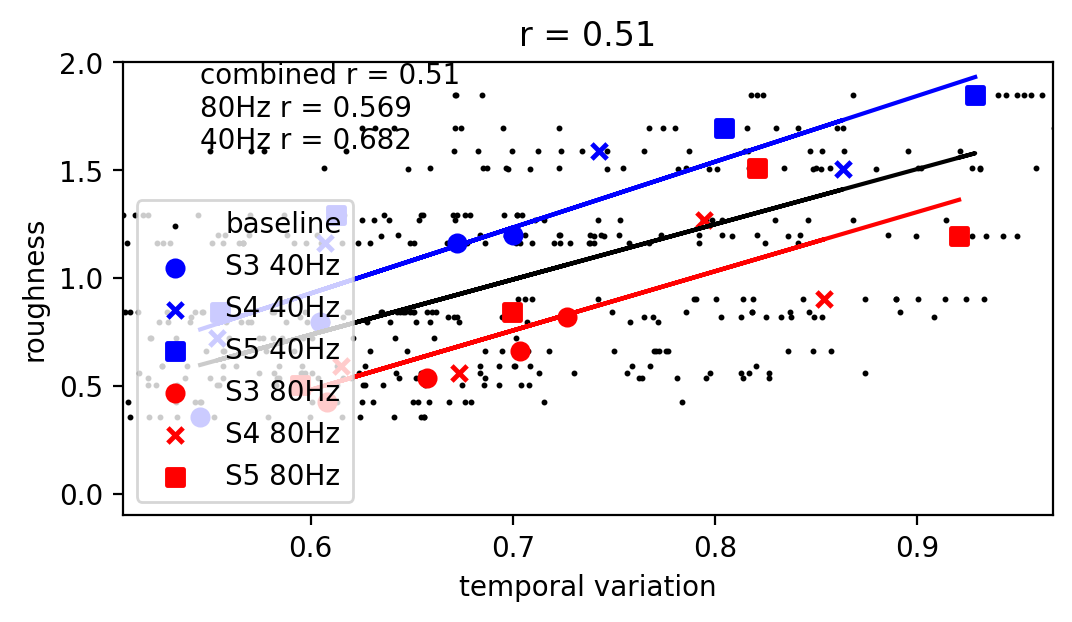 r = 0.51
combined r = 0.51
80Hz r = 0.569
40Hz r = 0.682
2.0
1.5
1.0
0.5
0.0
roughness
baseline
S3 40Hz
S4 40Hz
S5 40Hz
S3 80Hz
S4 80Hz
S5 80Hz
0.6 0.7 0.8 0.9
temporal variation